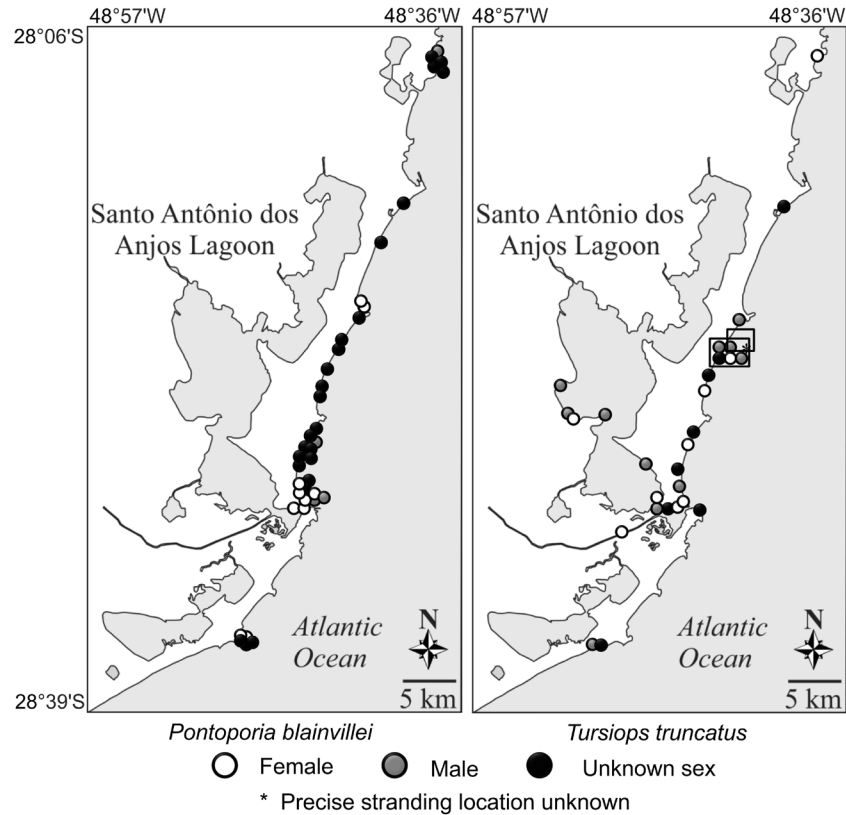 48°57'W 48°36'W 48°57'W 48°36'W
28°06'S
Santo Antônio dos
Anjos Lagoon
Santo Antônio dos
Anjos Lagoon
*
N
Atlantic
Ocean
5 km
N
Atlantic
Ocean
5 km
28°39'S
Pontoporia blainvillei Tursiops truncatus
Female Male Unknown sex
* Precise stranding location unknown